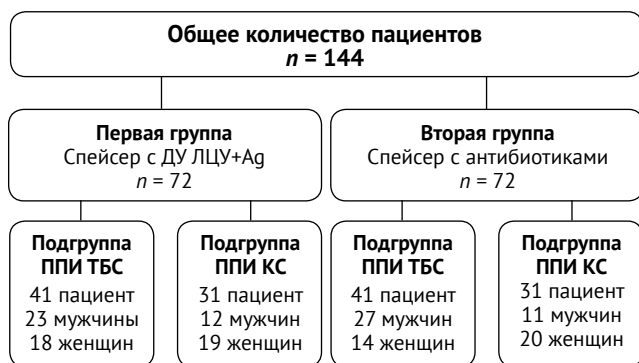 Общее количество пациентов
n = 144
Первая группа
Спейсер с ДУ ЛЦУ+Ag
n = 72
Вторая группа
Спейсер с антибиотиками
n = 72
Подгруппа
ППИ ТБС
41 пациент
23 мужчины
18 женщин
Подгруппа
ППИ КС
31 пациент
12 мужчин
19 женщин
Подгруппа
ППИ ТБС
41 пациент
27 мужчин
14 женщин
Подгруппа
ППИ КС
31 пациент
11 мужчин
20 женщин